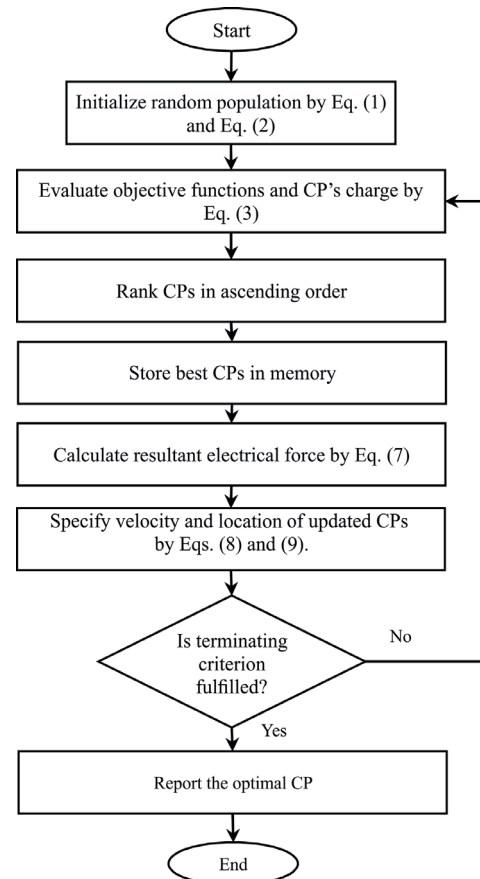 Start
Initialize random population by Eq. (1)
and Eq. (2)
Evaluate objective functions and CP’s charge by
Eq. (3)
Rank CPs in ascending order
Store best CPs in memory
Calculate resultant electrical force by Eq. (7)
Specify velocity and location of updated CPs
by Eqs. (8) and (9).
Is terminating
criterion
fulfilled?
No
Yes
Report the optimal CP
End